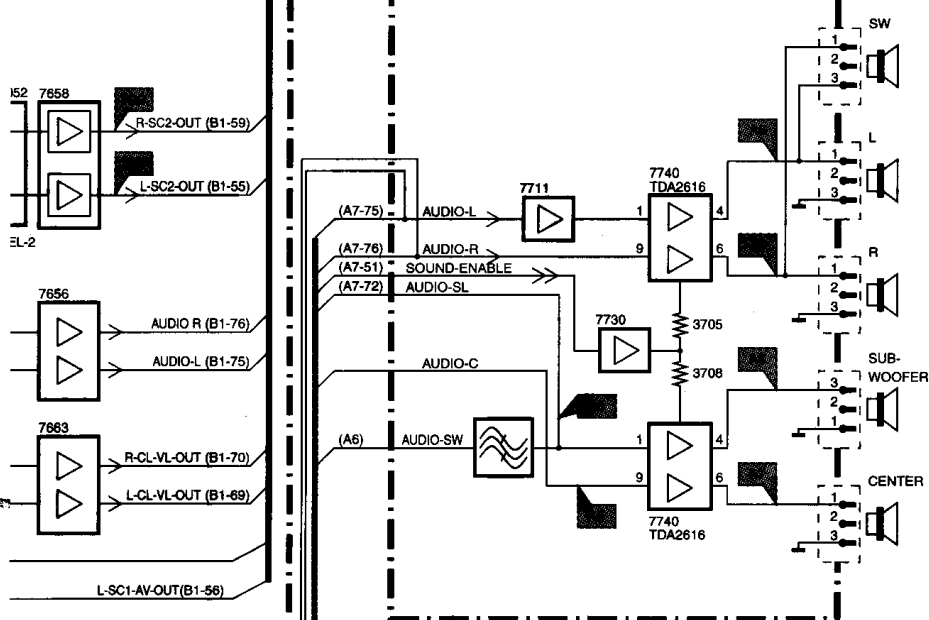 SW
1
2
3
7658
R-SC2-OUT (B1-59)
L-SC2-OUT (B1-55)
EL-2
L
1
2
3
7740
TDA2616
7711
(A7-75) AUDIO-L 1 4
(A7-76) AUDIO-R 9 6
(A7-51) SOUND-ENABLE
(A7-72) AUDIO-SL
R
1
2
3
7656
AUDIO R (B1-76)
AUDIO-L (B1-75)
7730
3705
3708
AUDIO-C
SUB-
WOOFER
3
2
1
7663
R-CL-VL-OUT (B1-70)
L-CL-VL-OUT (B1-69)
(A6) AUDIO-SW 1 4
9 6
7740
TDA2616
CENTER
1
2
3
L-SC1-AV-OUT(B1-56)